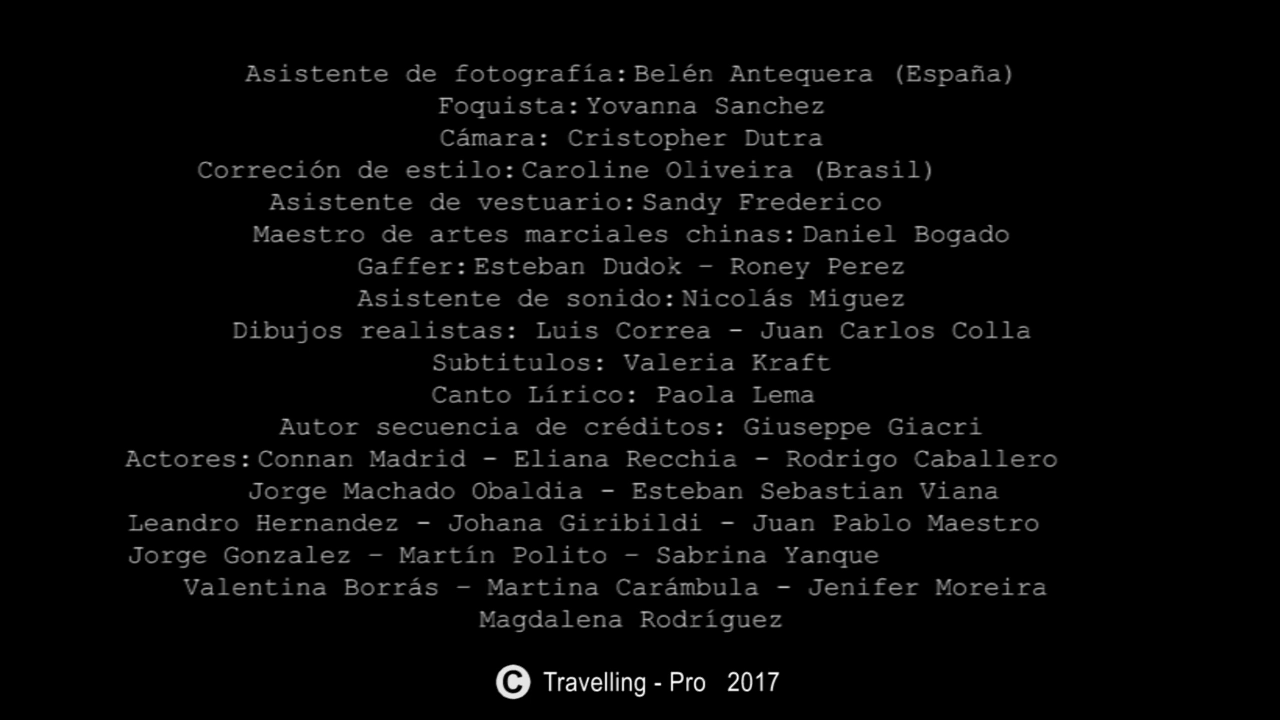 Asistente de fotografía:Belén Antequera (España)
Foquista:Yovanna Sanchez
Cámara: Cristopher Dutra
Correción de estilo:Caroline Oliveira (Brasil)
Asistente de vestuario:Sandy Frederico
Maestro de artes marciales chinas:Daniel Bogado
Gaffer:Esteban Dudok – Roney Perez
Asistente de sonido:Nicolás Miguez
Dibujos realistas: Luis Correa - Juan Carlos Colla
Subtitulos: Valeria Kraft
Canto Lírico: Paola Lema
Autor secuencia de créditos: Giuseppe Giacri
Actores:Connan Madrid - Eliana Recchia - Rodrigo Caballero
Jorge Machado Obaldia - Esteban Sebastian Viana
Leandro Hernandez - Johana Giribildi - Juan Pablo Maestro
Jorge Gonzalez – Martín Polito – Sabrina Yanque
Valentina Borrás – Martina Carámbula - Jenifer Moreira
Magdalena Rodríguez
© Travelling - Pro 2017